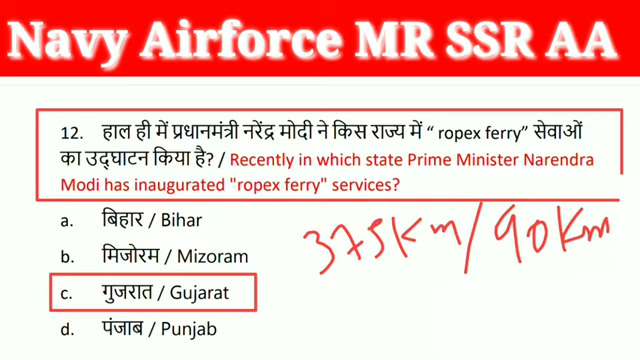 Navy Airforce MR SSR AA
12. हाल ही में प्रधानमंत्री नरेंद्र मोदी ने किस राज्य में “ ropex ferry” सेवाओं
का उद्घाटन किया है? / Recently in which state Prime Minister Narendra
Modi has inaugurated "ropex ferry" services?
a. बिहार / Bihar
b. मिजोरम / Mizoram
c. गुजरात / Gujarat
d. पंजाब / Punjab
375Km/90Km